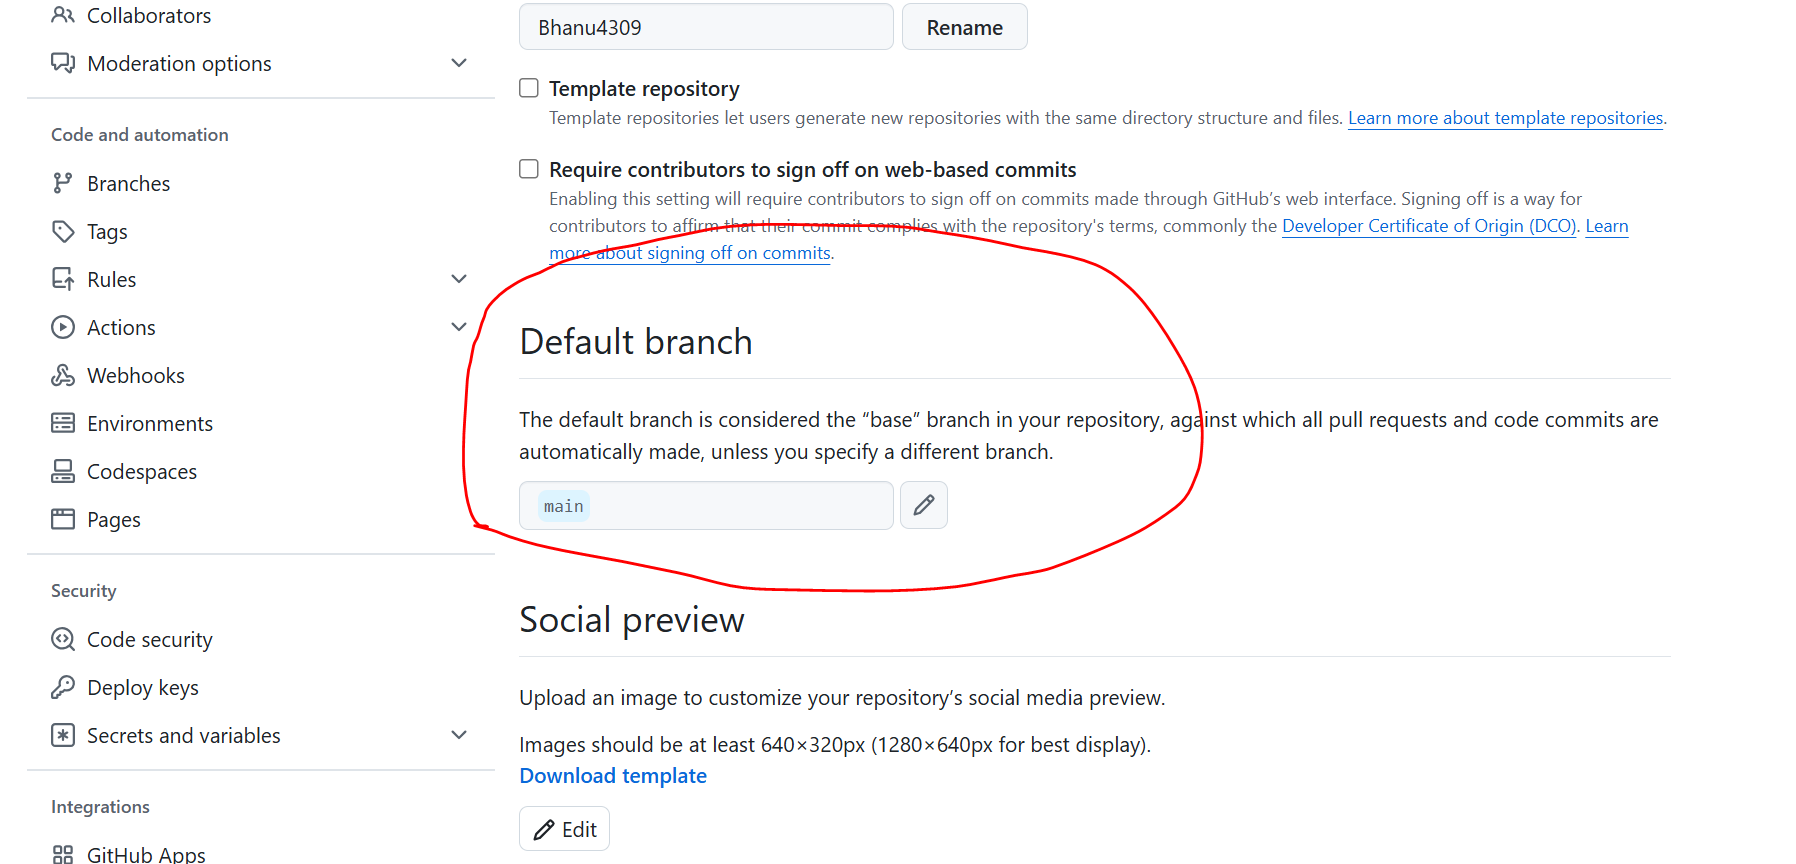 Collaborators
Moderation options
Code and automation
Branches
Tags
Rules
Actions
Webhooks
Environments
Codespaces
Pages
Security
Code security
Deploy keys
Secrets and variables
Integrations
GitHub Apps
Bhanu4309
Rename
Template repository
Template repositories let users generate new repositories with the same directory structure and files. Learn more about template repositories.
Require contributors to sign off on web-based commits
Enabling this setting will require contributors to sign off on commits made through GitHub’s web interface. Signing off is a way for
contributors to affirm that their commit complies with the repository's terms, commonly the Developer Certificate of Origin (DCO). Learn
more about signing off on commits.
Default branch
The default branch is considered the “base” branch in your repository, against which all pull requests and code commits are
automatically made, unless you specify a different branch.
main
Social preview
Upload an image to customize your repository’s social media preview.
Images should be at least 640×320px (1280×640px for best display).
Download template
Edit